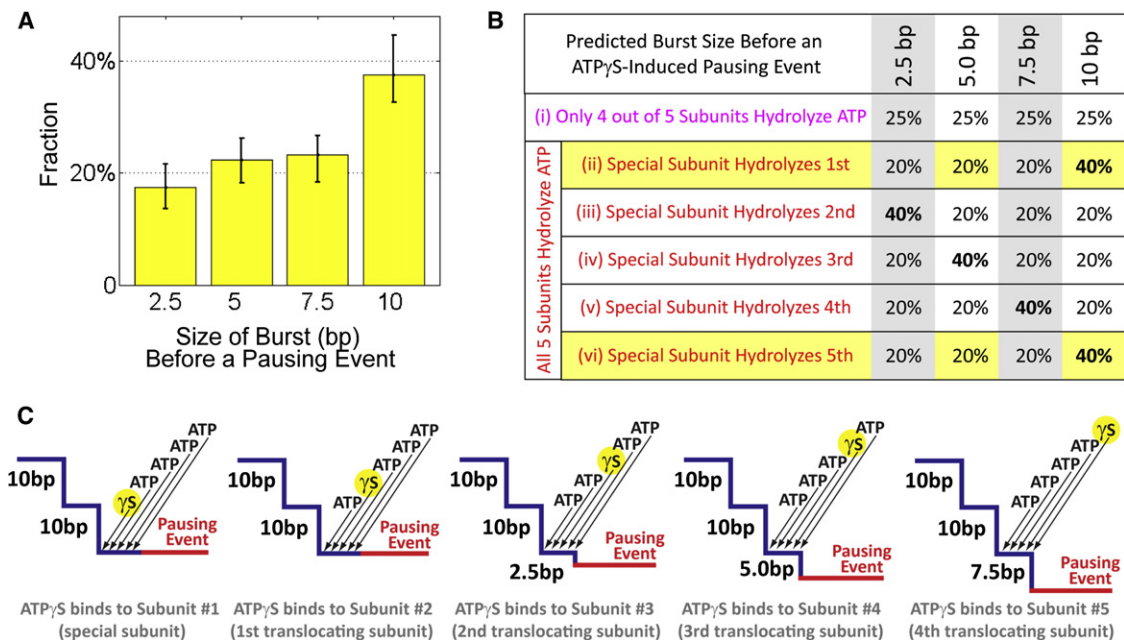 A
40%
20%
0
Fraction
2.5
5
7.5
10
Size of Burst (bp)
Before a Pausing Event
B
Predicted Burst Size Before an
ATPγS-Induced Pausing Event
2.5 bp
5.0 bp
7.5 bp
10 bp
(i) Only 4 out of 5 Subunits Hydrolyze ATP 25% 25% 25% 25%
All 5 Subunits Hydrolyze ATP
(ii) Special Subunit Hydrolyzes 1st 20% 20% 20% 40%
(iii) Special Subunit Hydrolyzes 2nd 40% 20% 20% 20%
(iv) Special Subunit Hydrolyzes 3rd 20% 40% 20% 20%
(v) Special Subunit Hydrolyzes 4th 20% 20% 40% 20%
(vi) Special Subunit Hydrolyzes 5th 20% 20% 20% 40%
C
ATP
ATP
ATP
ATP
γS
10bp
10bp
Pausing
Event
ATPγS binds to Subunit #1
(special subunit)
ATP
ATP
ATP
γS
ATP
10bp
10bp
Pausing
Event
ATPγS binds to Subunit #2
(1st translocating subunit)
ATP
ATP
γS
ATP
ATP
10bp
10bp
2.5bp
Pausing
Event
ATPγS binds to Subunit #3
(2nd translocating subunit)
ATP
γS
ATP
ATP
ATP
10bp
10bp
5.0bp
Pausing
Event
ATPγS binds to Subunit #4
(3rd translocating subunit)
γS
ATP
ATP
ATP
ATP
10bp
10bp
7.5bp
Pausing
Event
ATPγS binds to Subunit #5
(4th translocating subunit)